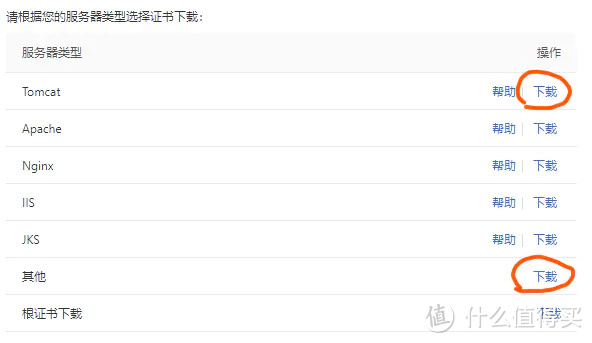 请根据您的服务器类型选择证书下载：
服务器类型 操作
Tomcat 帮助 下载
Apache 帮助 下载
Nginx 帮助 下载
IIS 帮助 下载
JKS 帮助 下载
其他 下载
根证书下载 下载
值 什么值得买